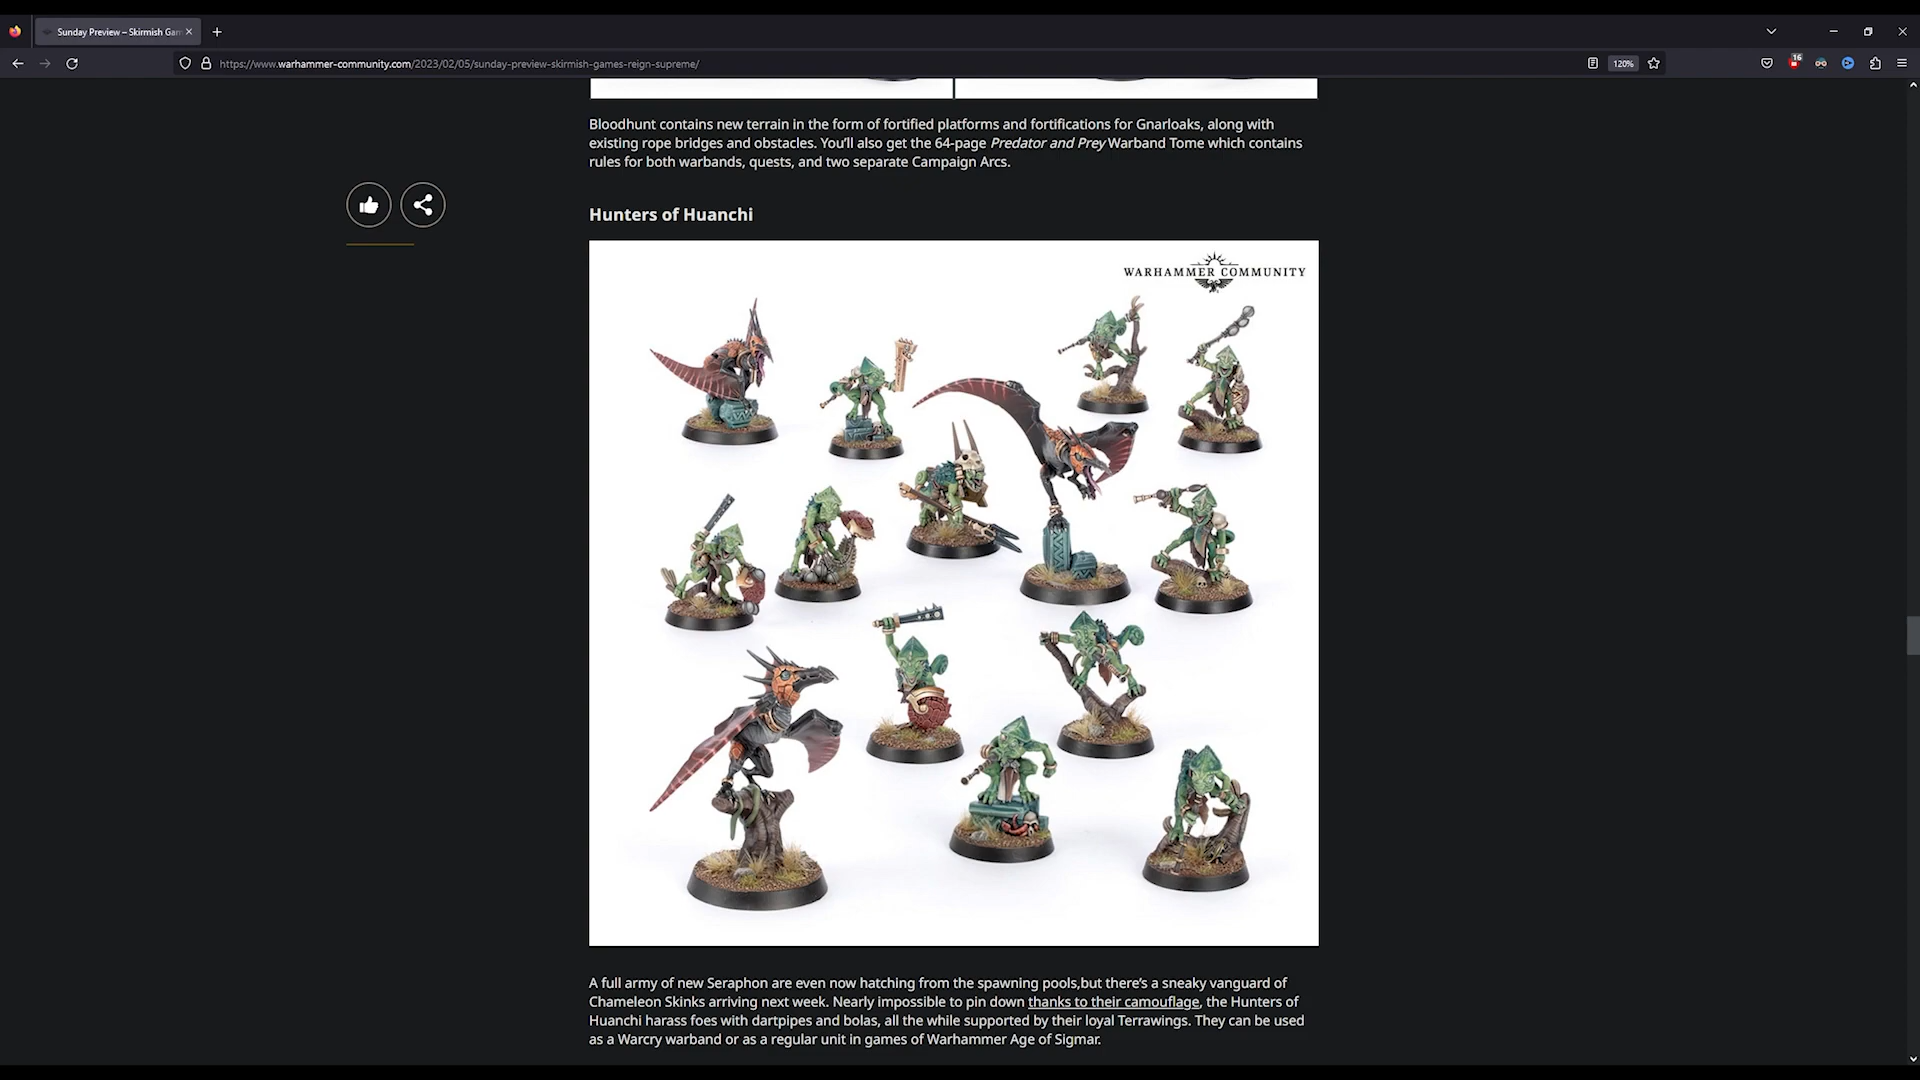 Sunday Preview – Skirmish Gam
https://www.warhammer-community.com/2023/02/05/sunday-preview-skirmish-games-reign-supreme/
120%
16
Bloodhunt contains new terrain in the form of fortified platforms and fortifications for Gnarloaks, along with
existing rope bridges and obstacles. You’ll also get the 64-page Predator and Prey Warband Tome which contains
rules for both warbands, quests, and two separate Campaign Arcs.
Hunters of Huanchi
WARHAMMER COMMUNITY
A full army of new Seraphon are even now hatching from the spawning pools,but there’s a sneaky vanguard of
Chameleon Skinks arriving next week. Nearly impossible to pin down thanks to their camouflage, the Hunters of
Huanchi harass foes with dartpipes and bolas, all the while supported by their loyal Terrawings. They can be used
as a Warcry warband or as a regular unit in games of Warhammer Age of Sigmar.